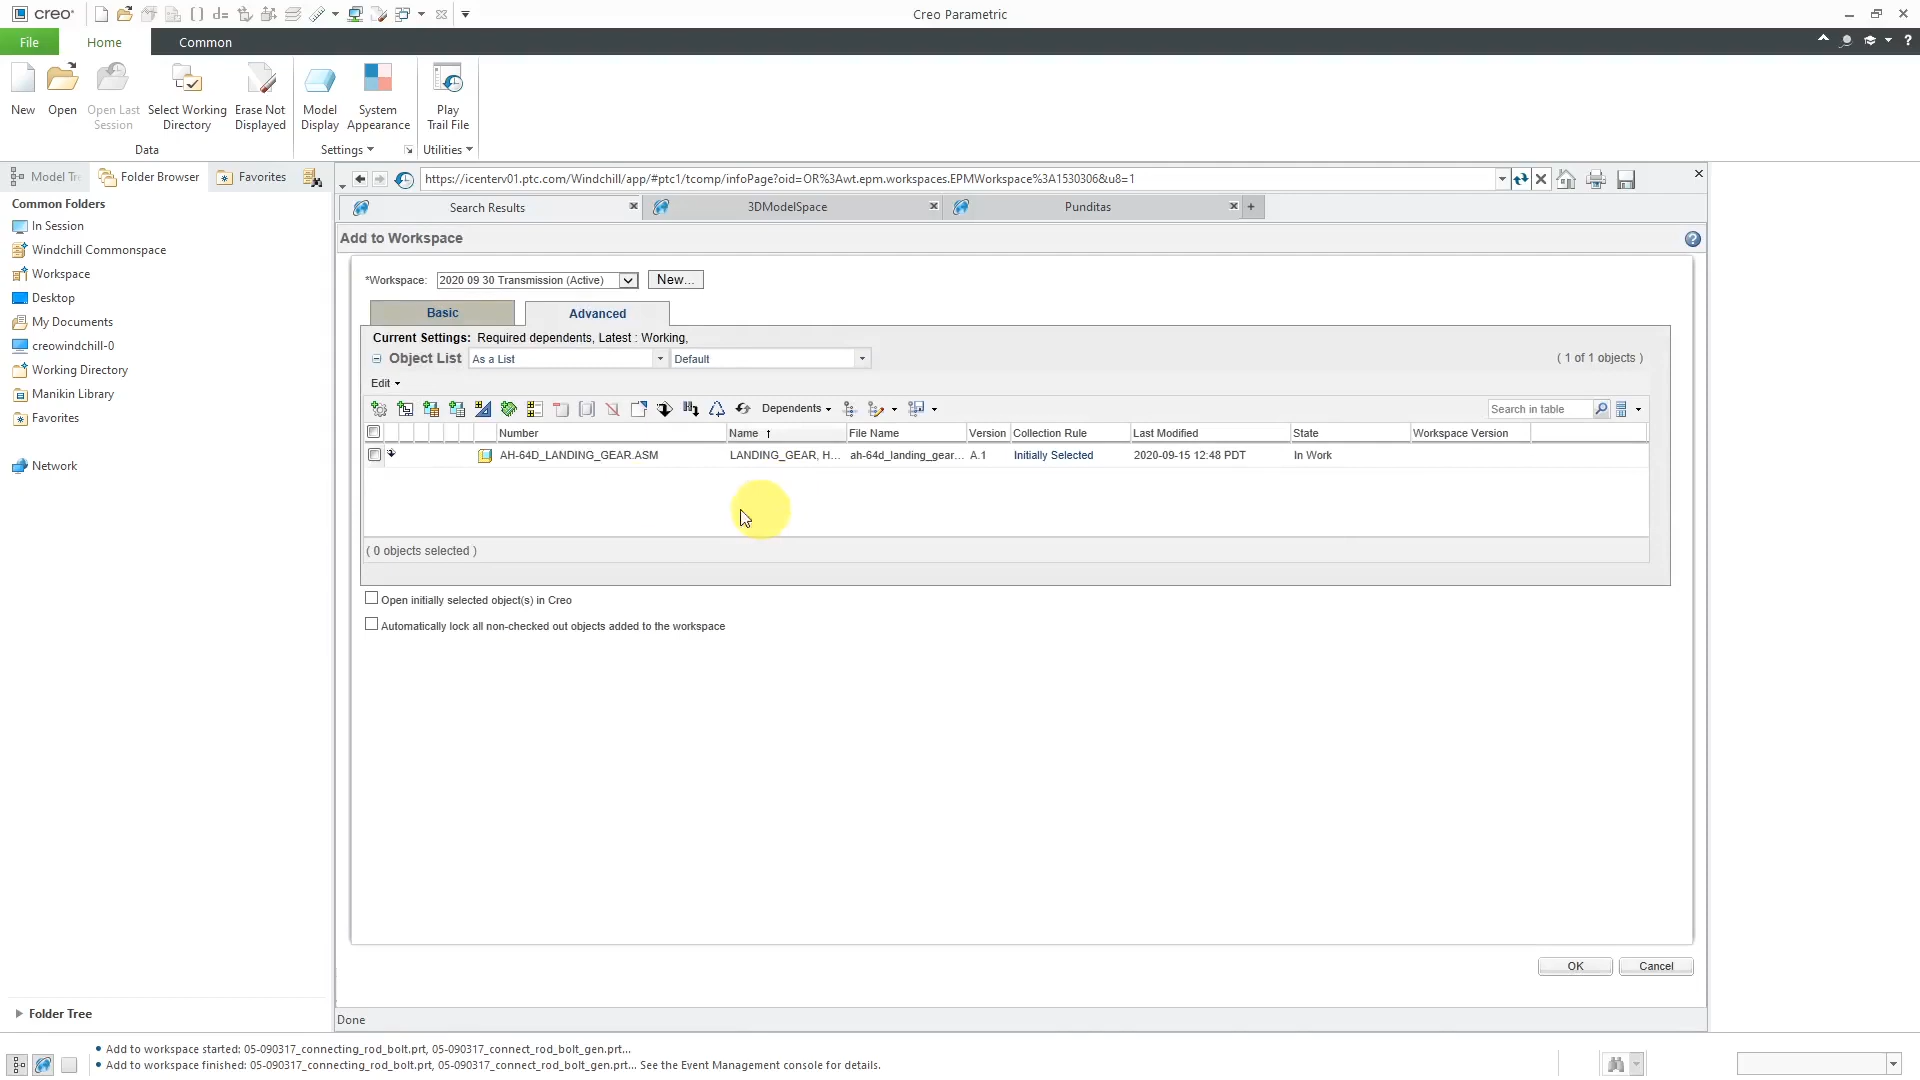 creo
Creo Parametric
File
Home
Common
New
Open
Open Last Session
Select Working Directory
Erase Not Displayed
Model Display
System Appearance
Play Trail File
Data
Settings
Utilities
Model Tr
Folder Browser
Favorites
Common Folders
In Session
Windchill Commonspace
Workspace
Desktop
My Documents
creowindchill-0
Working Directory
Manikin Library
Favorites
Network
Folder Tree
https://icenterv01.ptc.com/Windchill/app/#ptc1/tcomp/infoPage?oid=OR%3Awt.epm.workspaces.EPMWorkspace%3A1530306&u8=1
Search Results
3DModelSpace
Punditas
Add to Workspace
*Workspace: 2020 09 30 Transmission (Active) New...
Basic
Advanced
Current Settings: Required dependents, Latest : Working,
Object List As a List Default ( 1 of 1 objects )
Edit
Dependents
Search in table
Number Name File Name Version Collection Rule Last Modified State Workspace Version
AH-64D_LANDING_GEAR.ASM LANDING_GEAR, H... ah-64d_landing_gear... A.1 Initially Selected 2020-09-15 12:48 PDT In Work
( 0 objects selected )
Open initially selected object(s) in Creo
Automatically lock all non-checked out objects added to the workspace
OK Cancel
Done
Add to workspace started: 05-090317_connecting_rod_bolt.prt, 05-090317_connect_rod_bolt_gen.prt...
Add to workspace finished: 05-090317_connecting_rod_bolt.prt, 05-090317_connect_rod_bolt_gen.prt... See the Event Management console for details.